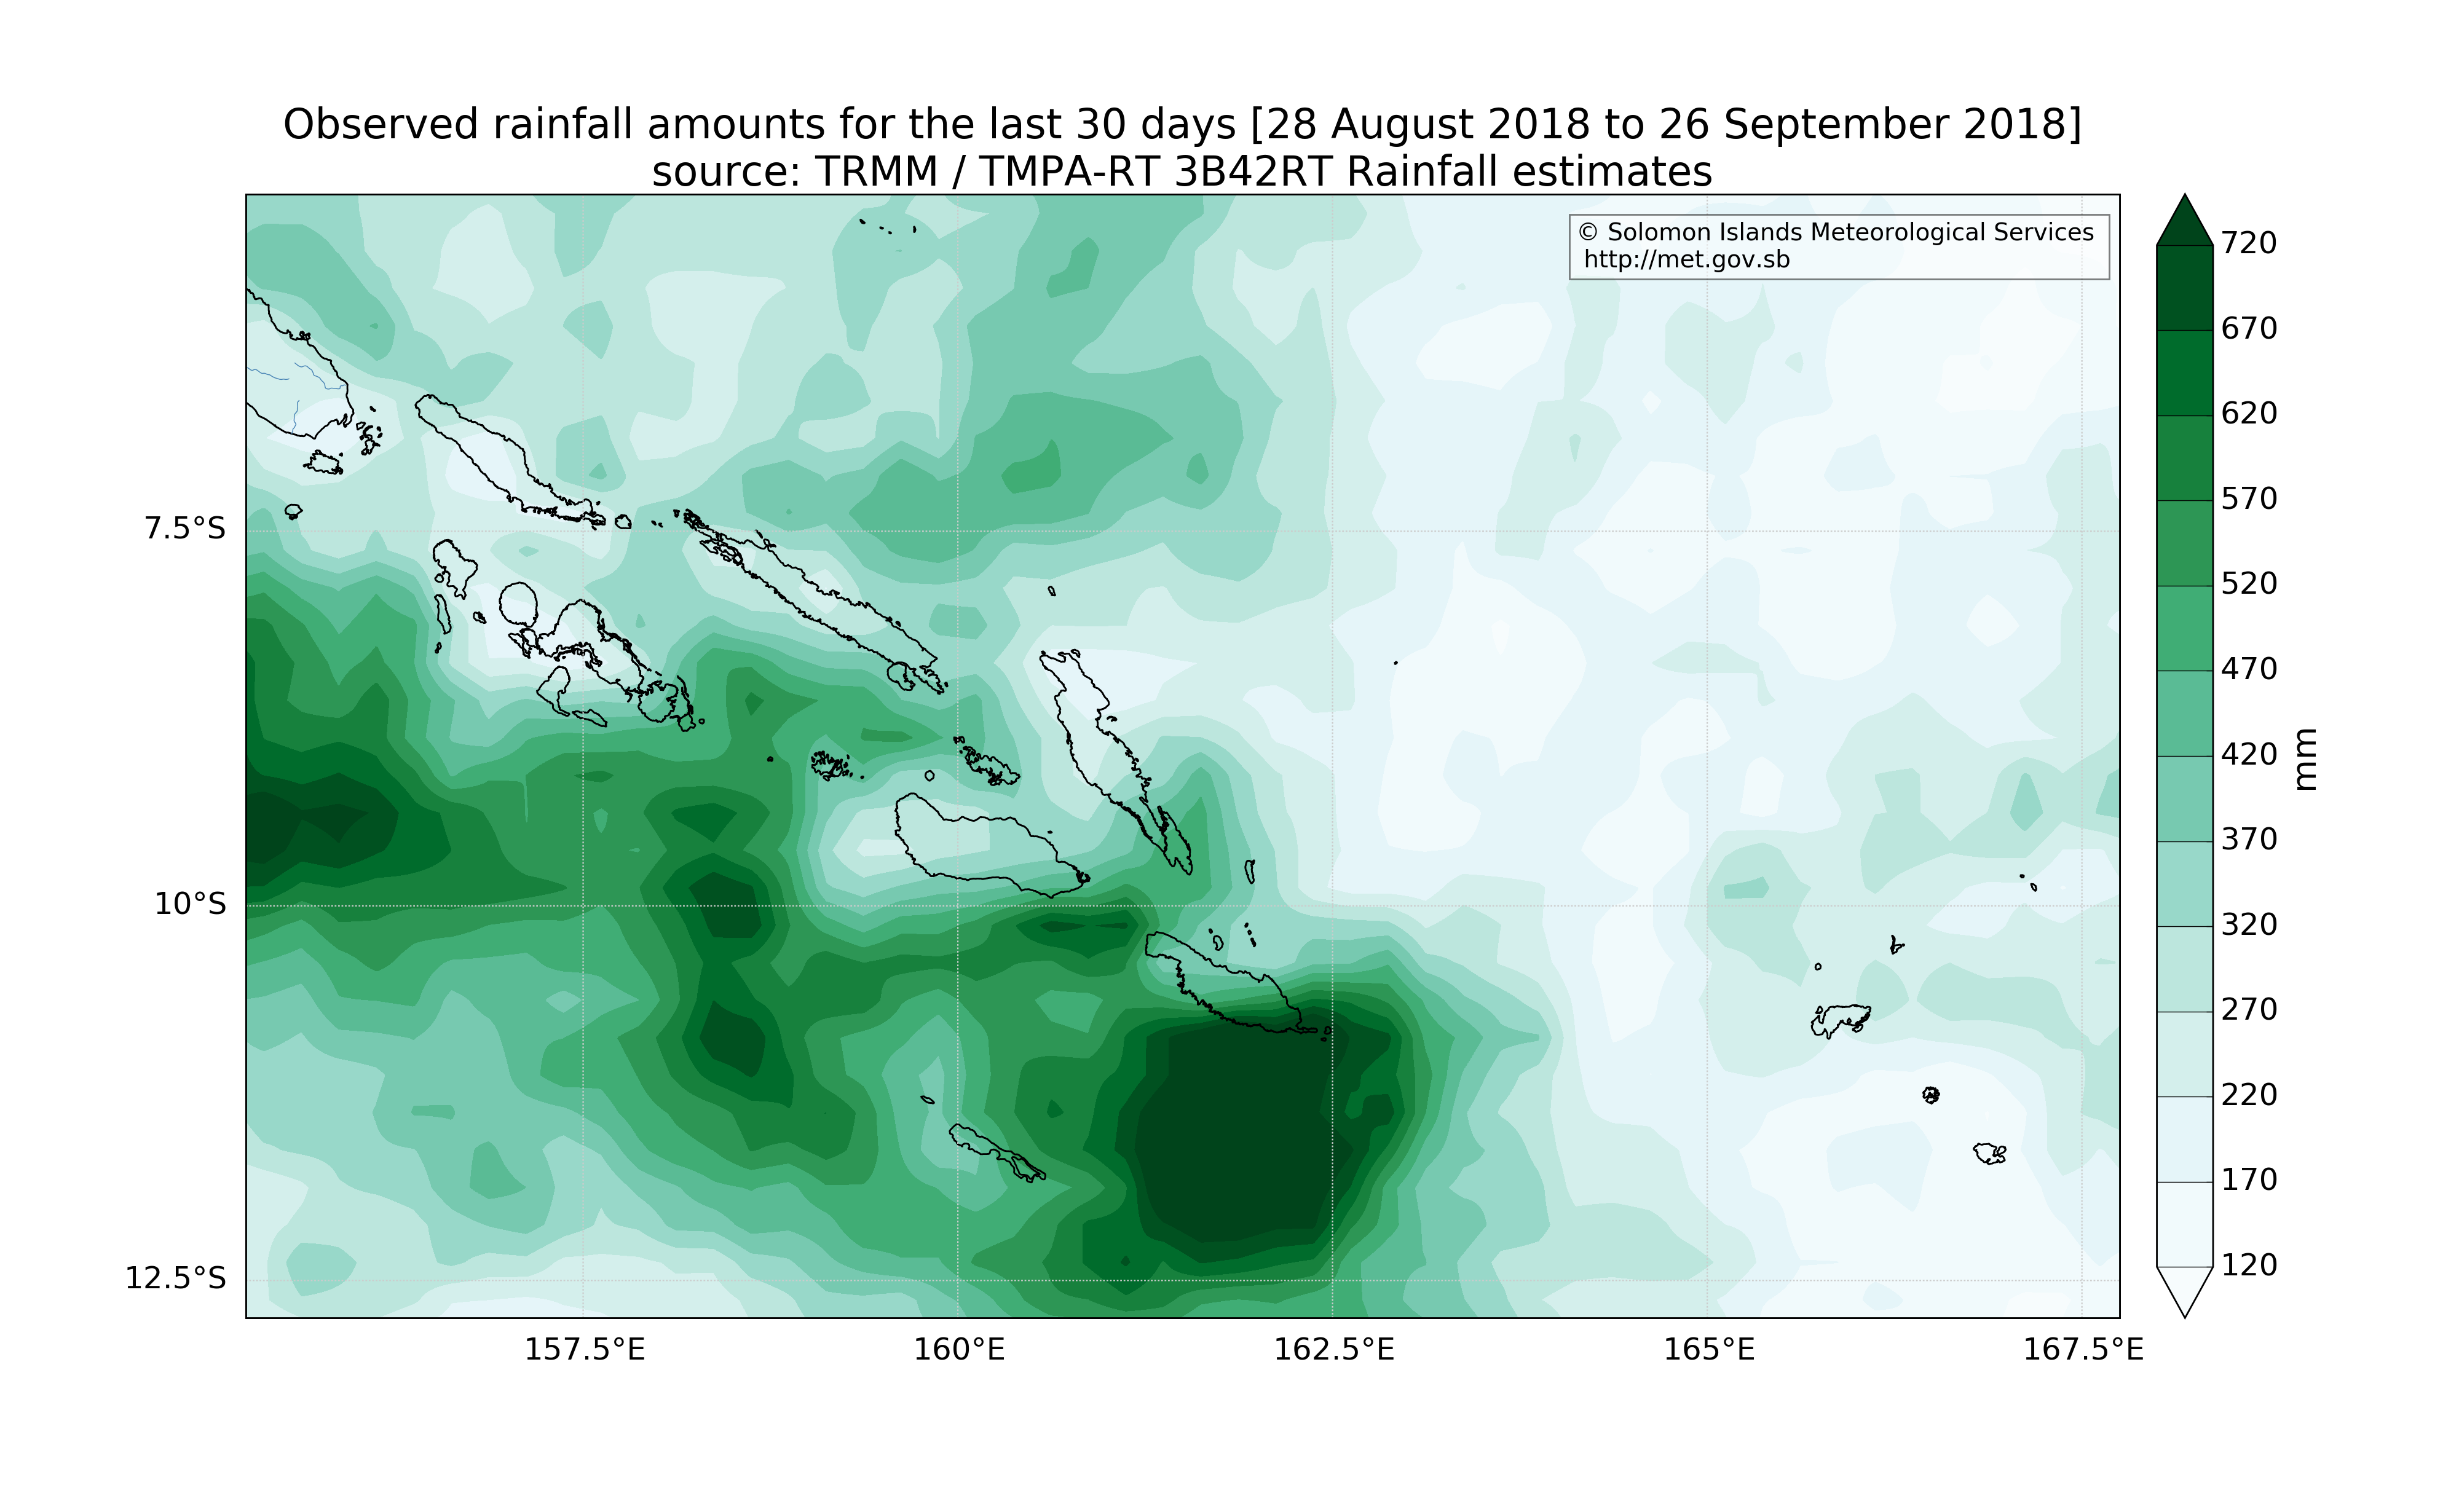 Observed rainfall amounts for the last 30 days [28 August 2018 to 26 September 2018]
source: TRMM / TMPA-RT 3B42RT Rainfall estimates
© Solomon Islands Meteorological Services
http://met.gov.sb
7.5°S
10°S
12.5°S
157.5°E
160°E
162.5°E
165°E
167.5°E
720
670
620
570
520
470
420
370
320
270
220
170
120
mm